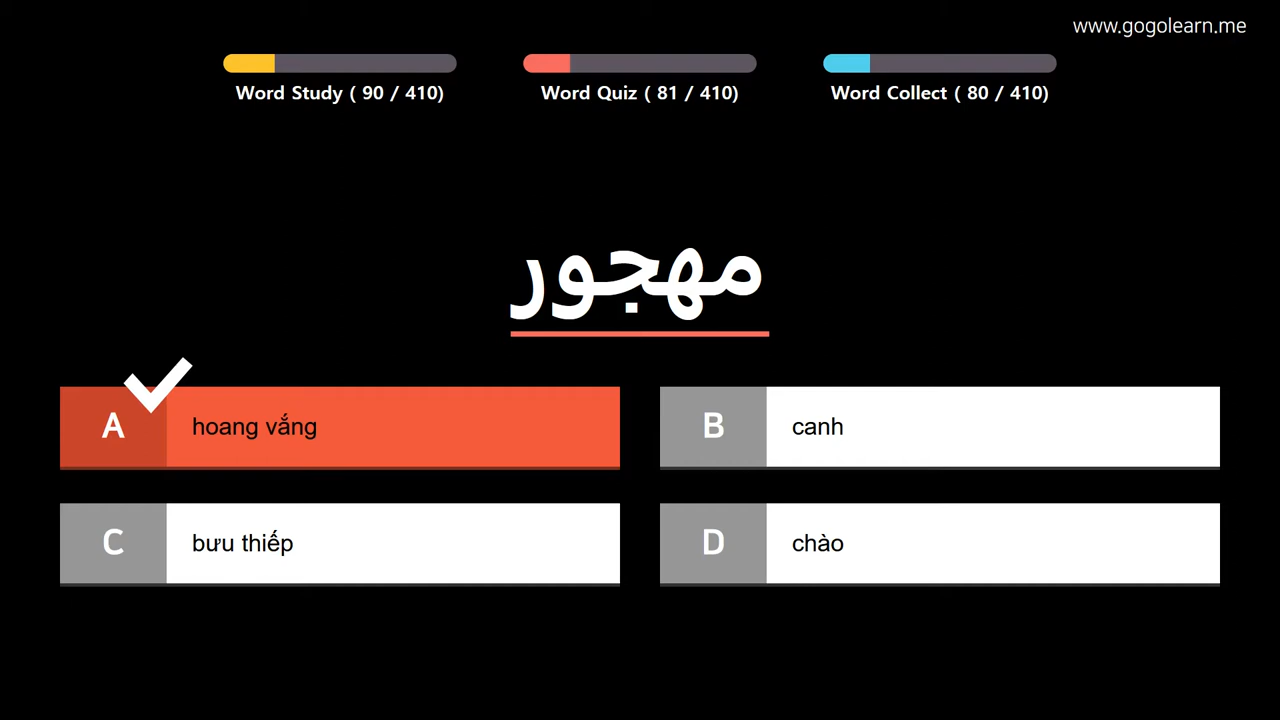 www.gogolearn.me
Word Study ( 90 / 410)
Word Quiz ( 81 / 410)
Word Collect ( 80 / 410)
مهجور
A hoang vắng
B canh
C bưu thiếp
D chào